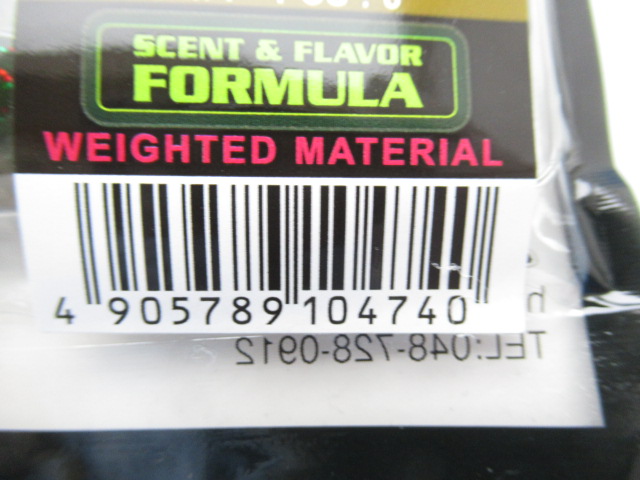 SCENT & FLAVOR
FORMULA
WEIGHTED MATERIAL
4 905789 104740
TEL:048-728-0912